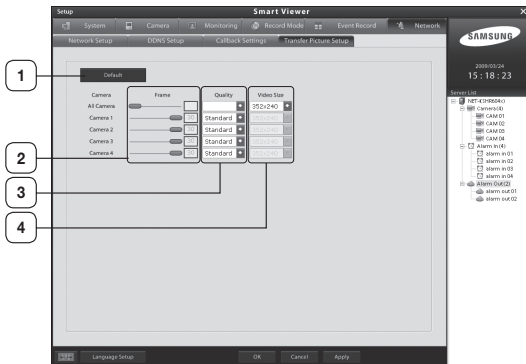 Setup
Smart Viewer
X
System
Camera
Monitoring
Record Mode
Event Record
Network
Network Setup
DDNS Setup
Callback Settings
Transfer Picture Setup
SAMSUNG
2009/03/24
15 : 18 : 23
Server List
Default
Camera
Frame
Quality
Video Size
All Camera
352x240
Camera 1
30
Standard
352x240
Camera 2
30
Standard
352x240
Camera 3
30
Standard
352x240
Camera 4
30
Standard
352x240
1
2
3
4
Camera(4)
CAM 01
CAM 02
CAM 03
CAM 04
Alarm in (4)
alarm in 01
alarm in 02
alarm in 03
alarm in 04
Alarm Out(2)
alarm out 01
alarm out 02
Language Setup
OK
Cancel
Apply